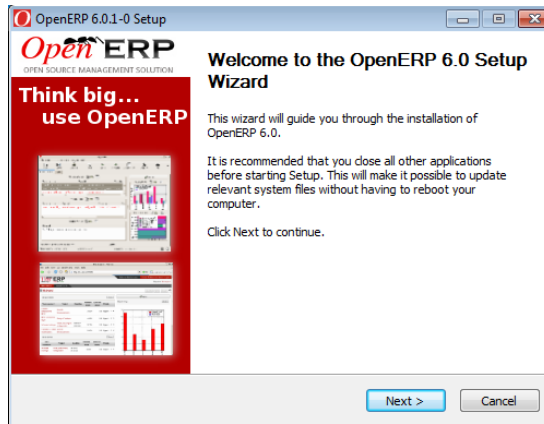 OpenERP 6.0.1-0 Setup
Open ERP
OPEN SOURCE MANAGEMENT SOLUTION
Think big...
use OpenERP
Welcome to the OpenERP 6.0 Setup
Wizard
This wizard will guide you through the installation of
OpenERP 6.0.
It is recommended that you close all other applications
before starting Setup. This will make it possible to update
relevant system files without having to reboot your
computer.
Click Next to continue.
Next >
Cancel